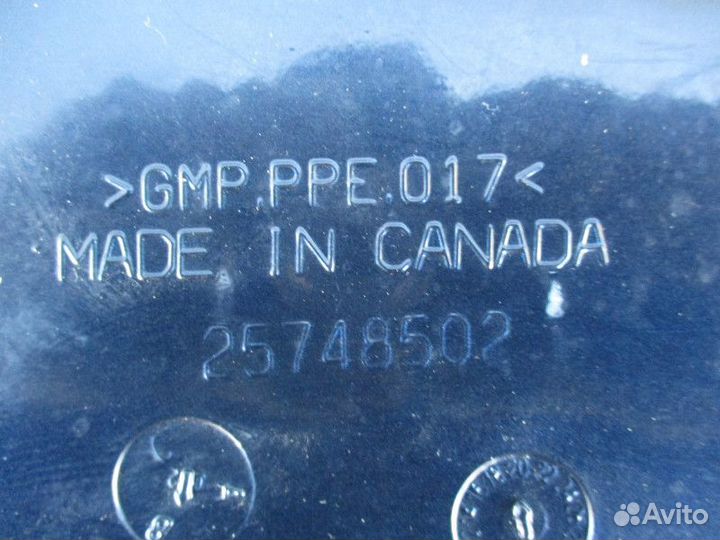 >GMP.PPE.017<
MADE IN CANADA
25748502
Avito